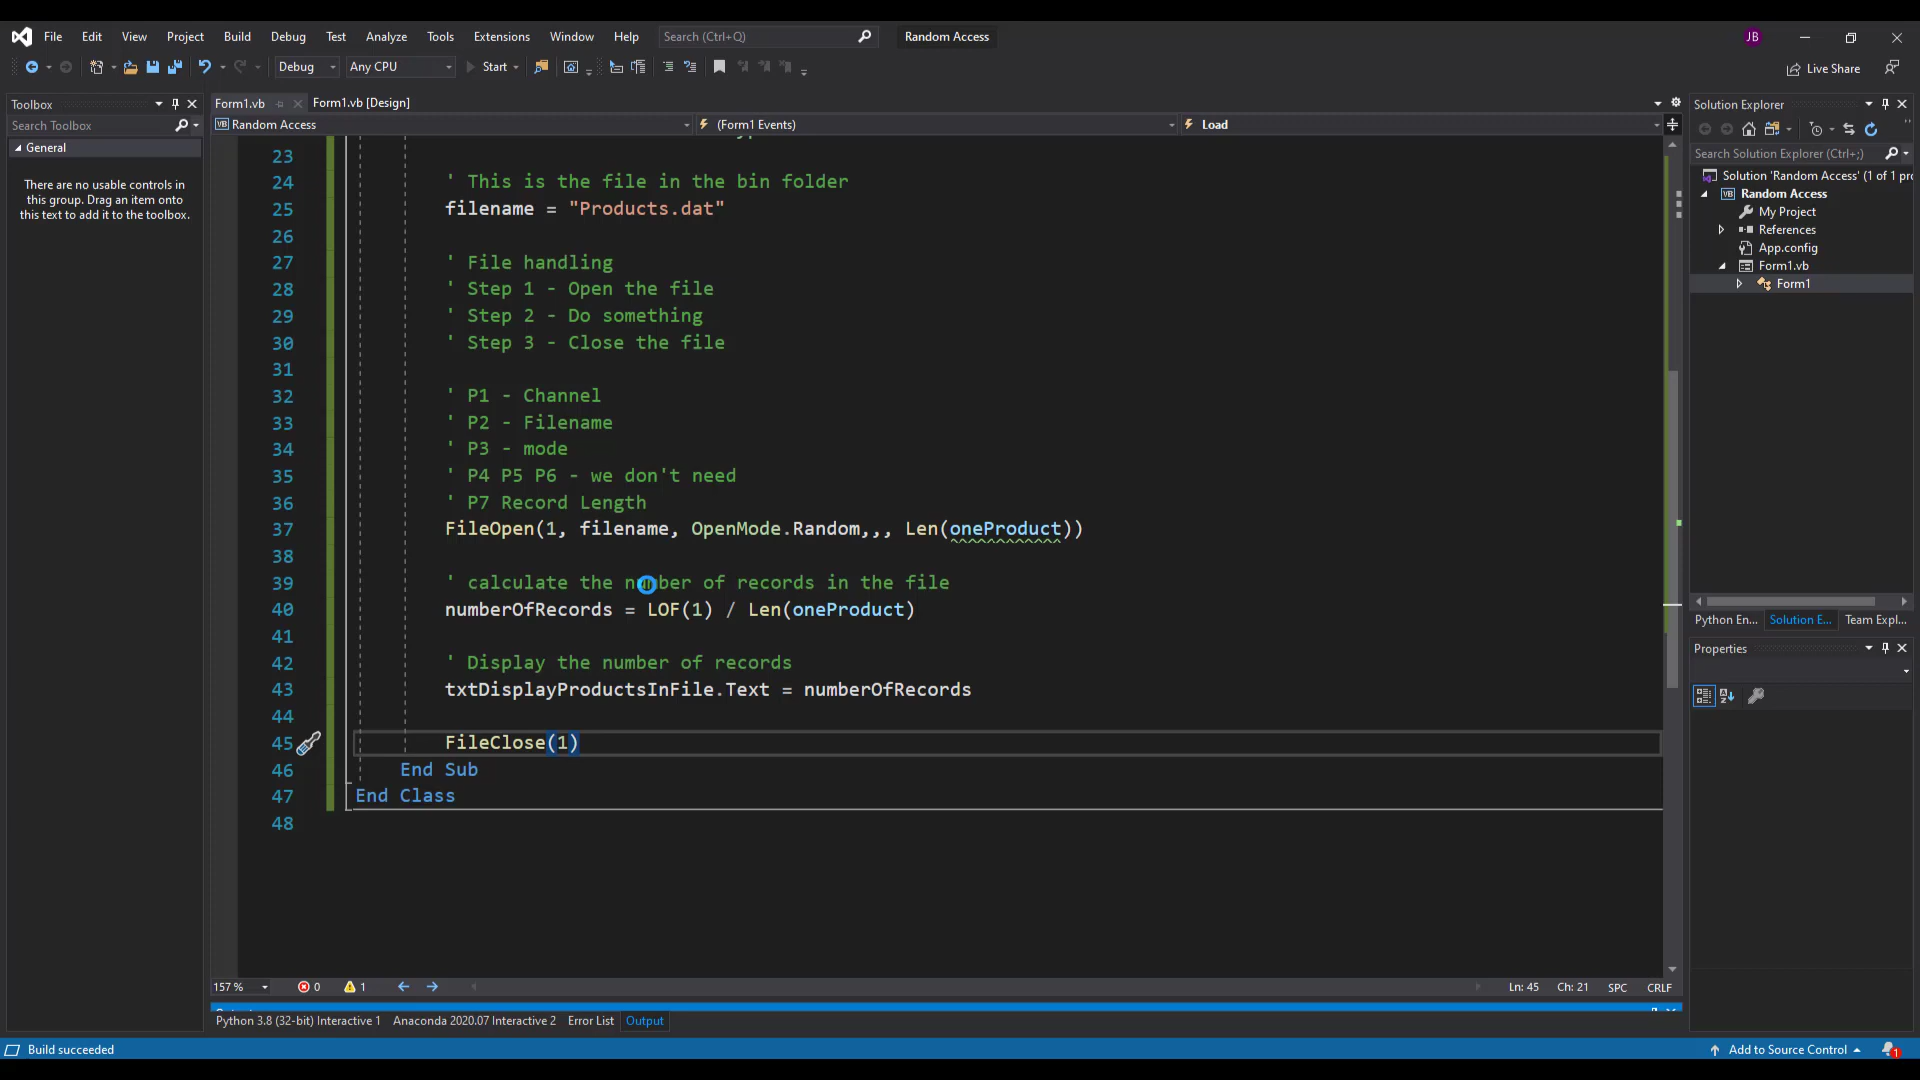 File Edit View Project Build Debug Test Analyze Tools Extensions Window Help Search (Ctrl+Q) Random Access JB
Debug Any CPU Start Live Share
Toolbox
Search Toolbox
General
There are no usable controls in
this group. Drag an item onto
this text to add it to the toolbox.
Form1.vb Form1.vb [Design]
Random Access (Form1 Events) Load
23
24 ' This is the file in the bin folder
25 filename = "Products.dat"
26
27 ' File handling
28 ' Step 1 - Open the file
29 ' Step 2 - Do something
30 ' Step 3 - Close the file
31
32 ' P1 - Channel
33 ' P2 - Filename
34 ' P3 - mode
35 ' P4 P5 P6 - we don't need
36 ' P7 Record Length
37 FileOpen(1, filename, OpenMode.Random,,, Len(oneProduct))
38
39 ' calculate the number of records in the file
40 numberOfRecords = LOF(1) / Len(oneProduct)
41
42 ' Display the number of records
43 txtDisplayProductsInFile.Text = numberOfRecords
44
45 FileClose(1)
46 End Sub
47 End Class
48
157 % 0 1 Ln: 45 Ch: 21 SPC CRLF
Python 3.8 (32-bit) Interactive 1 Anaconda 2020.07 Interactive 2 Error List Output
Solution Explorer
Search Solution Explorer (Ctrl+;)
Solution 'Random Access' (1 of 1 pr
Random Access
My Project
References
App.config
Form1.vb
Form1
Python En... Solution E... Team Expl...
Properties
Build succeeded Add to Source Control 1